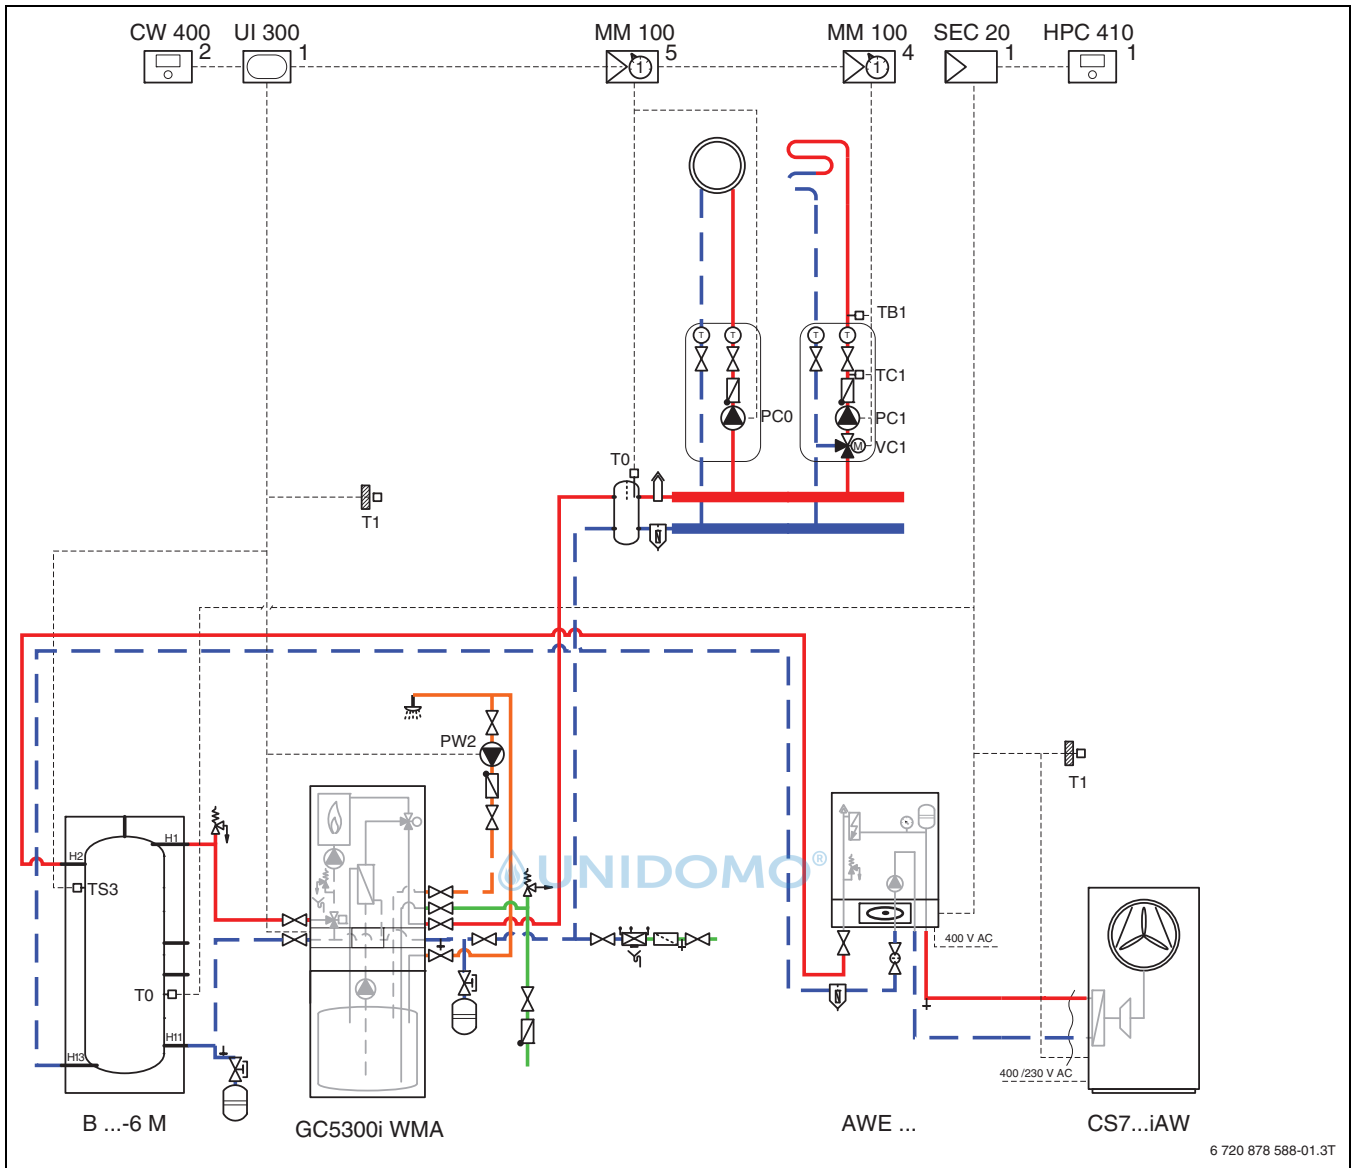 CW 400
2
UI 300
1
MM 100
5
MM 100
4
SEC 20
1
HPC 410
1
TB1
T
T
T
T
TC1
PC0
PC1
M
VC1
T0
T1
PW2
T1
H1
H2
TS3
UNIDOMO®
400 V AC
T0
H11
H13
400 /230 V AC
B ...-6 M
GC5300i WMA
AWE ...
CS7...iAW
6 720 878 588-01.3T